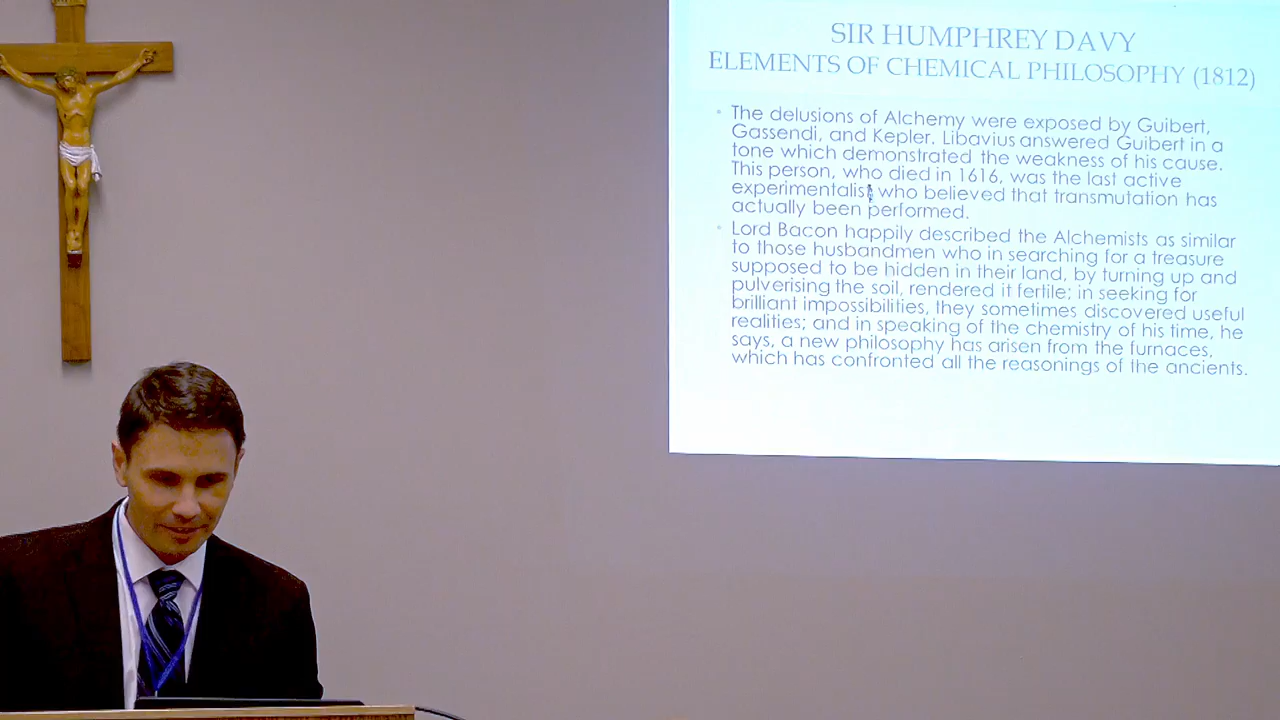 SIR HUMPHREY DAVY
ELEMENTS OF CHEMICAL PHILOSOPHY (1812)
The delusions of Alchemy were exposed by Guibert,
Gassendi, and Kepler. Libavius answered Guibert in a
tone which demonstrated the weakness of his cause.
This person, who died in 1616, was the last active
experimentalist who believed that transmutation has
actually been performed.
Lord Bacon happily described the Alchemists as similar
to those husbandmen who in searching for a treasure
supposed to be hidden in their land, by turning up and
pulverising the soil, rendered it fertile; in seeking for
brilliant impossibilities, they sometimes discovered useful
realities; and in speaking of the chemistry of his time, he
says, a new philosophy has arisen from the furnaces,
which has confronted all the reasonings of the ancients.